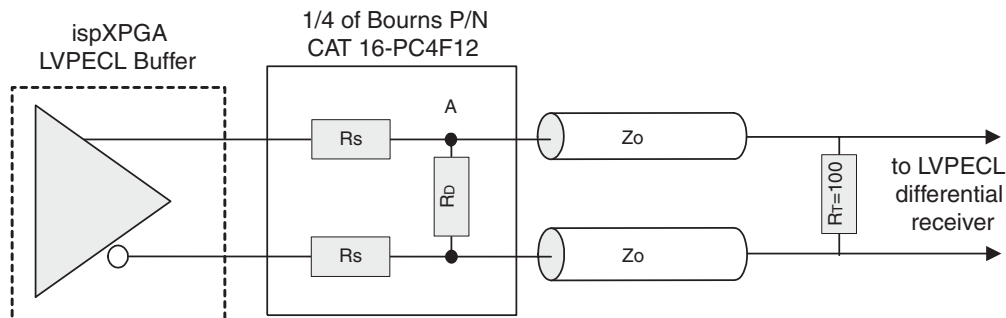 ispXPGA
LVPECL Buffer
1/4 of Bourns P/N
CAT 16-PC4F12
A
Rs
Zo
RD
RT=100
to LVPECL
differential
receiver
Rs
Zo